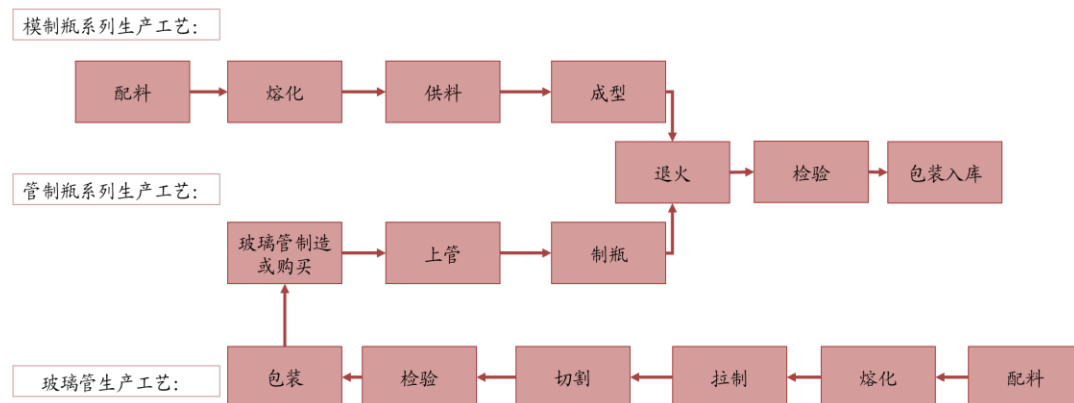 模制瓶系列生产工艺：
配料
熔化
供料
成型
退火
检验
包装入库
管制瓶系列生产工艺：
玻璃管制造
或购买
上管
制瓶
玻璃管生产工艺：
包装
检验
切割
拉制
熔化
配料